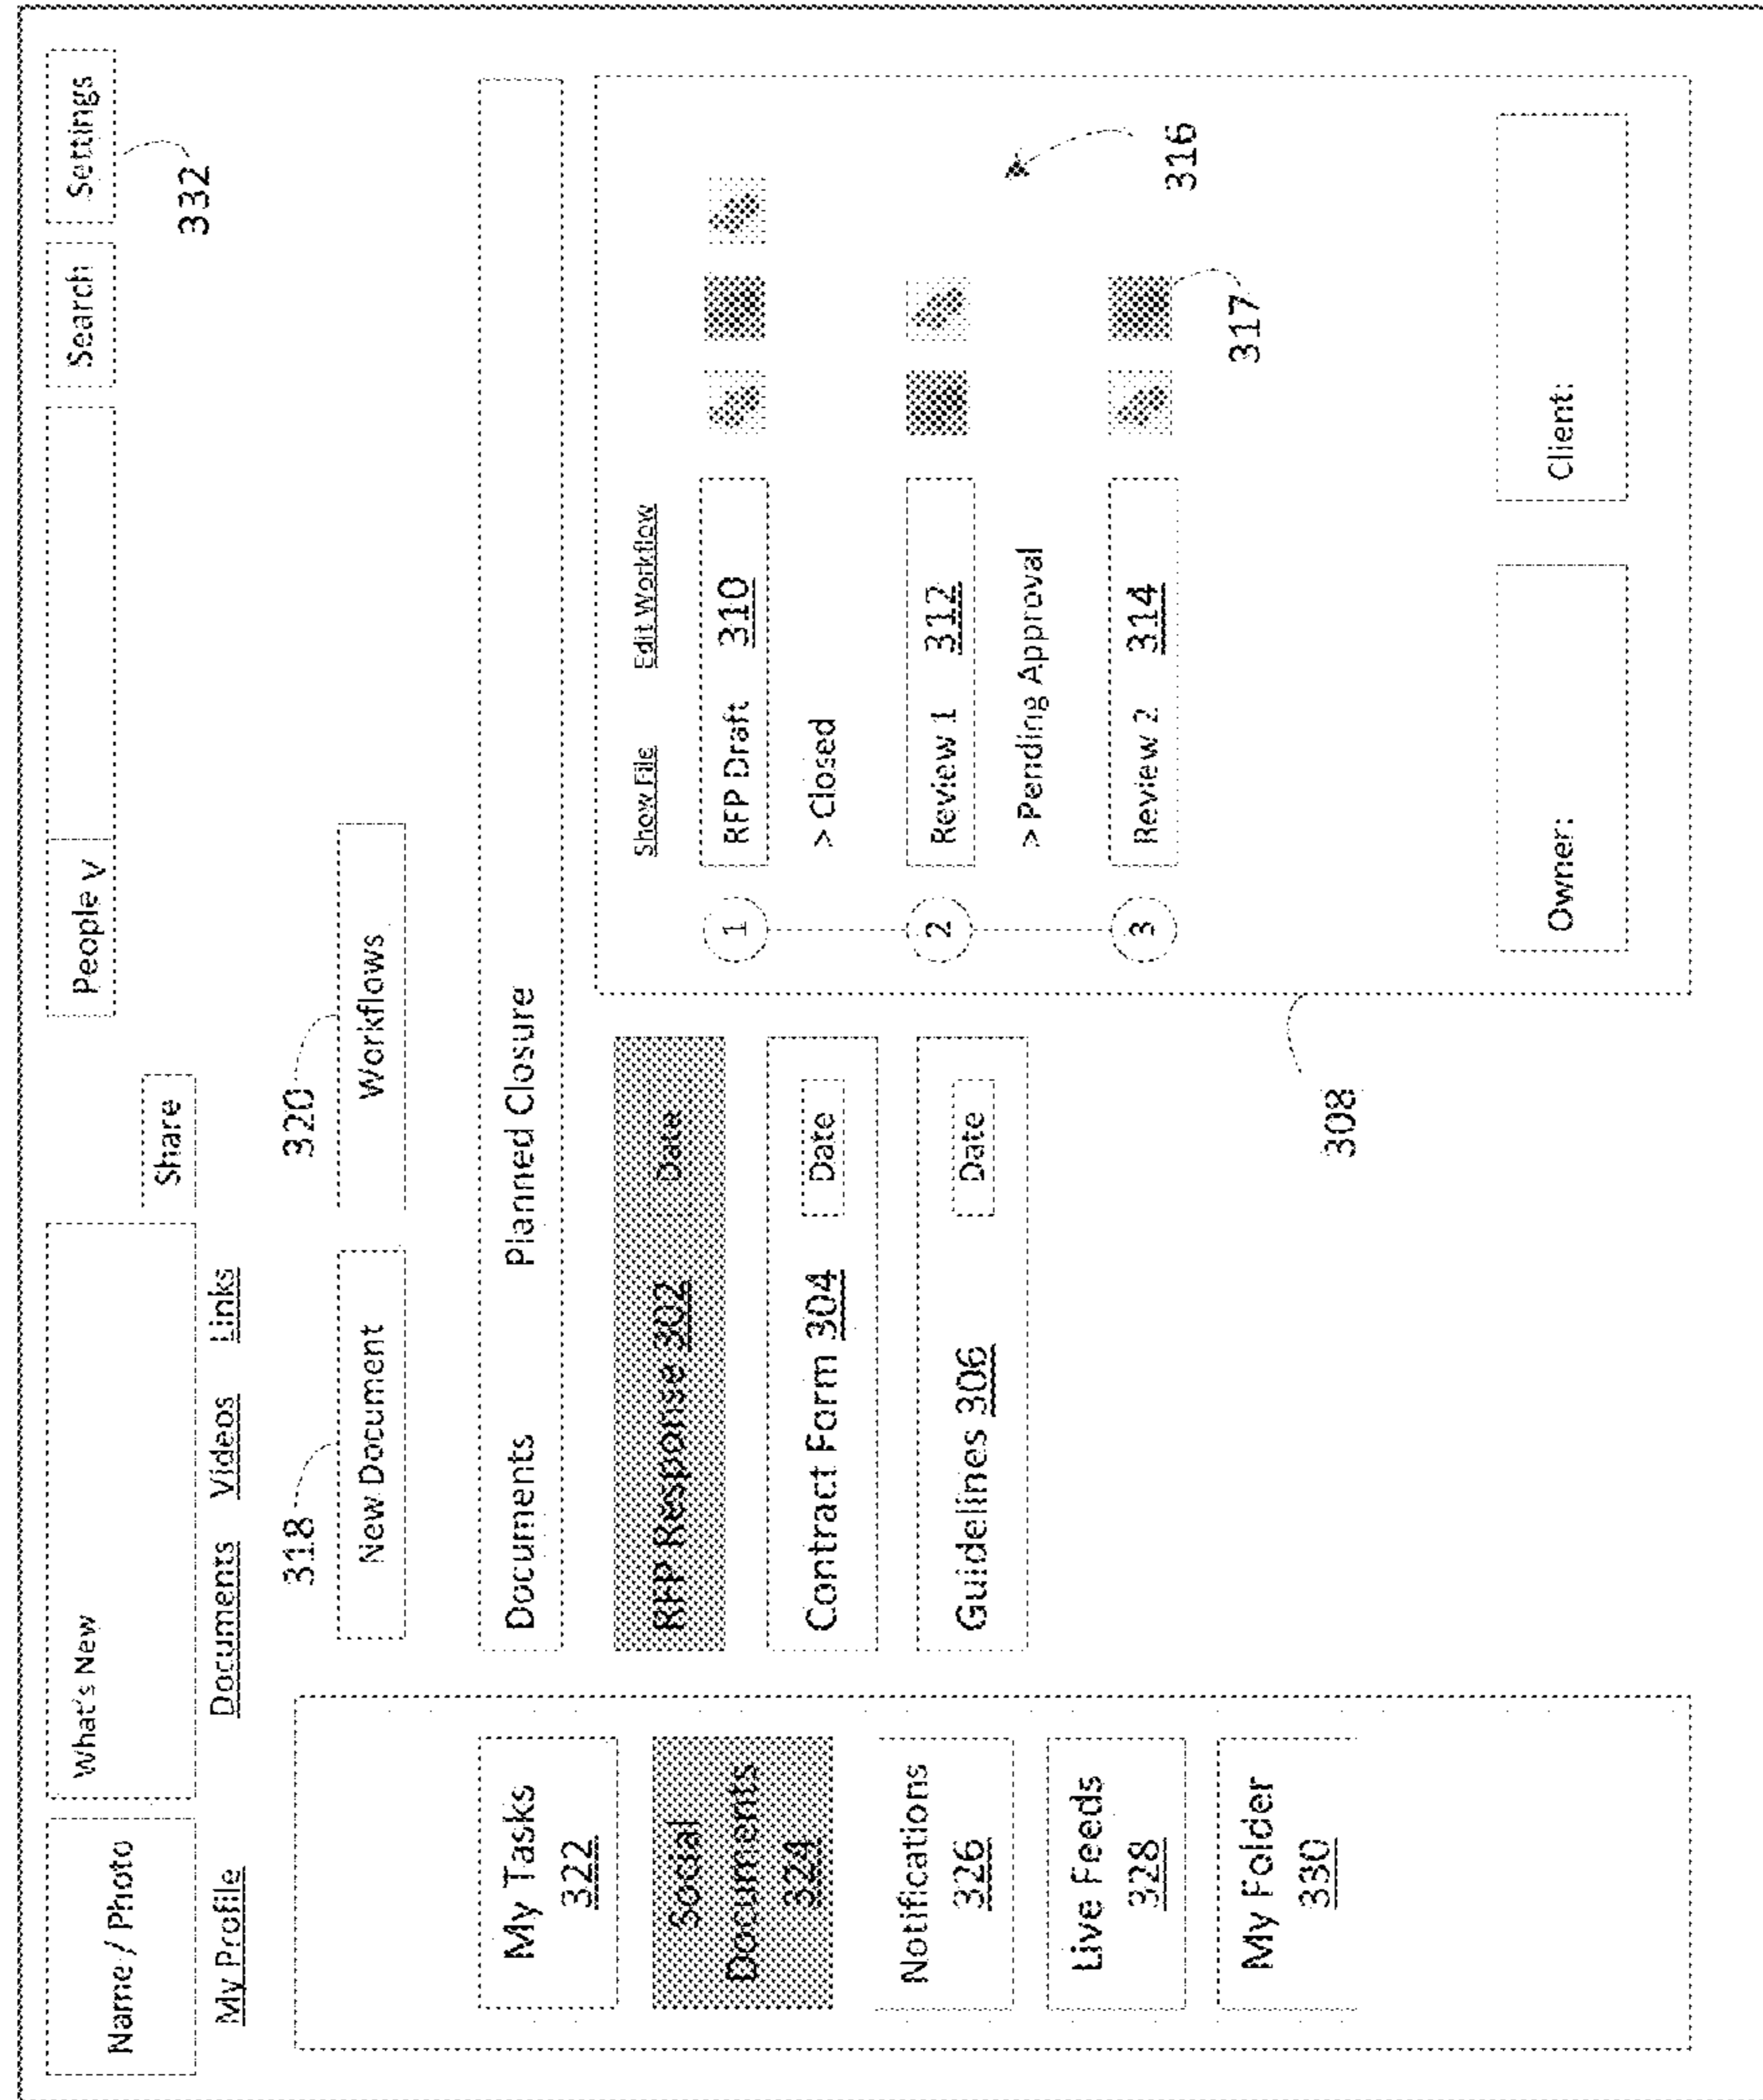 Name / Photo
What's New
People v
Search
Settings
332
My Profile
Share
Documents Videos Links
318
320
New Document
Workflows
Documents Planned Closure
My Tasks
322
Social
Documents
324
Notifications
326
Live Feeds
328
My Folder
330
RFP Response 302 Date
Contract Form 304 Date
Guidelines 306 Date
308
Show File Edit Workflow
1 RFP Draft 310
> Closed
2 Review 1 312
> Pending Approval
3 Review 2 314
316
317
Owner:
Client: